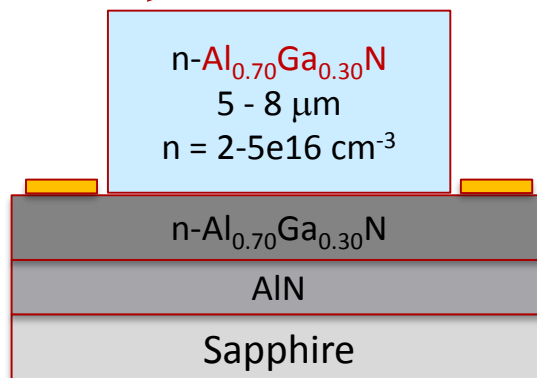 n-Al₀.₇₀Ga₀.₃₀N
5 - 8 μm
n = 2-5e16 cm⁻³
n-Al₀.₇₀Ga₀.₃₀N
AlN
Sapphire